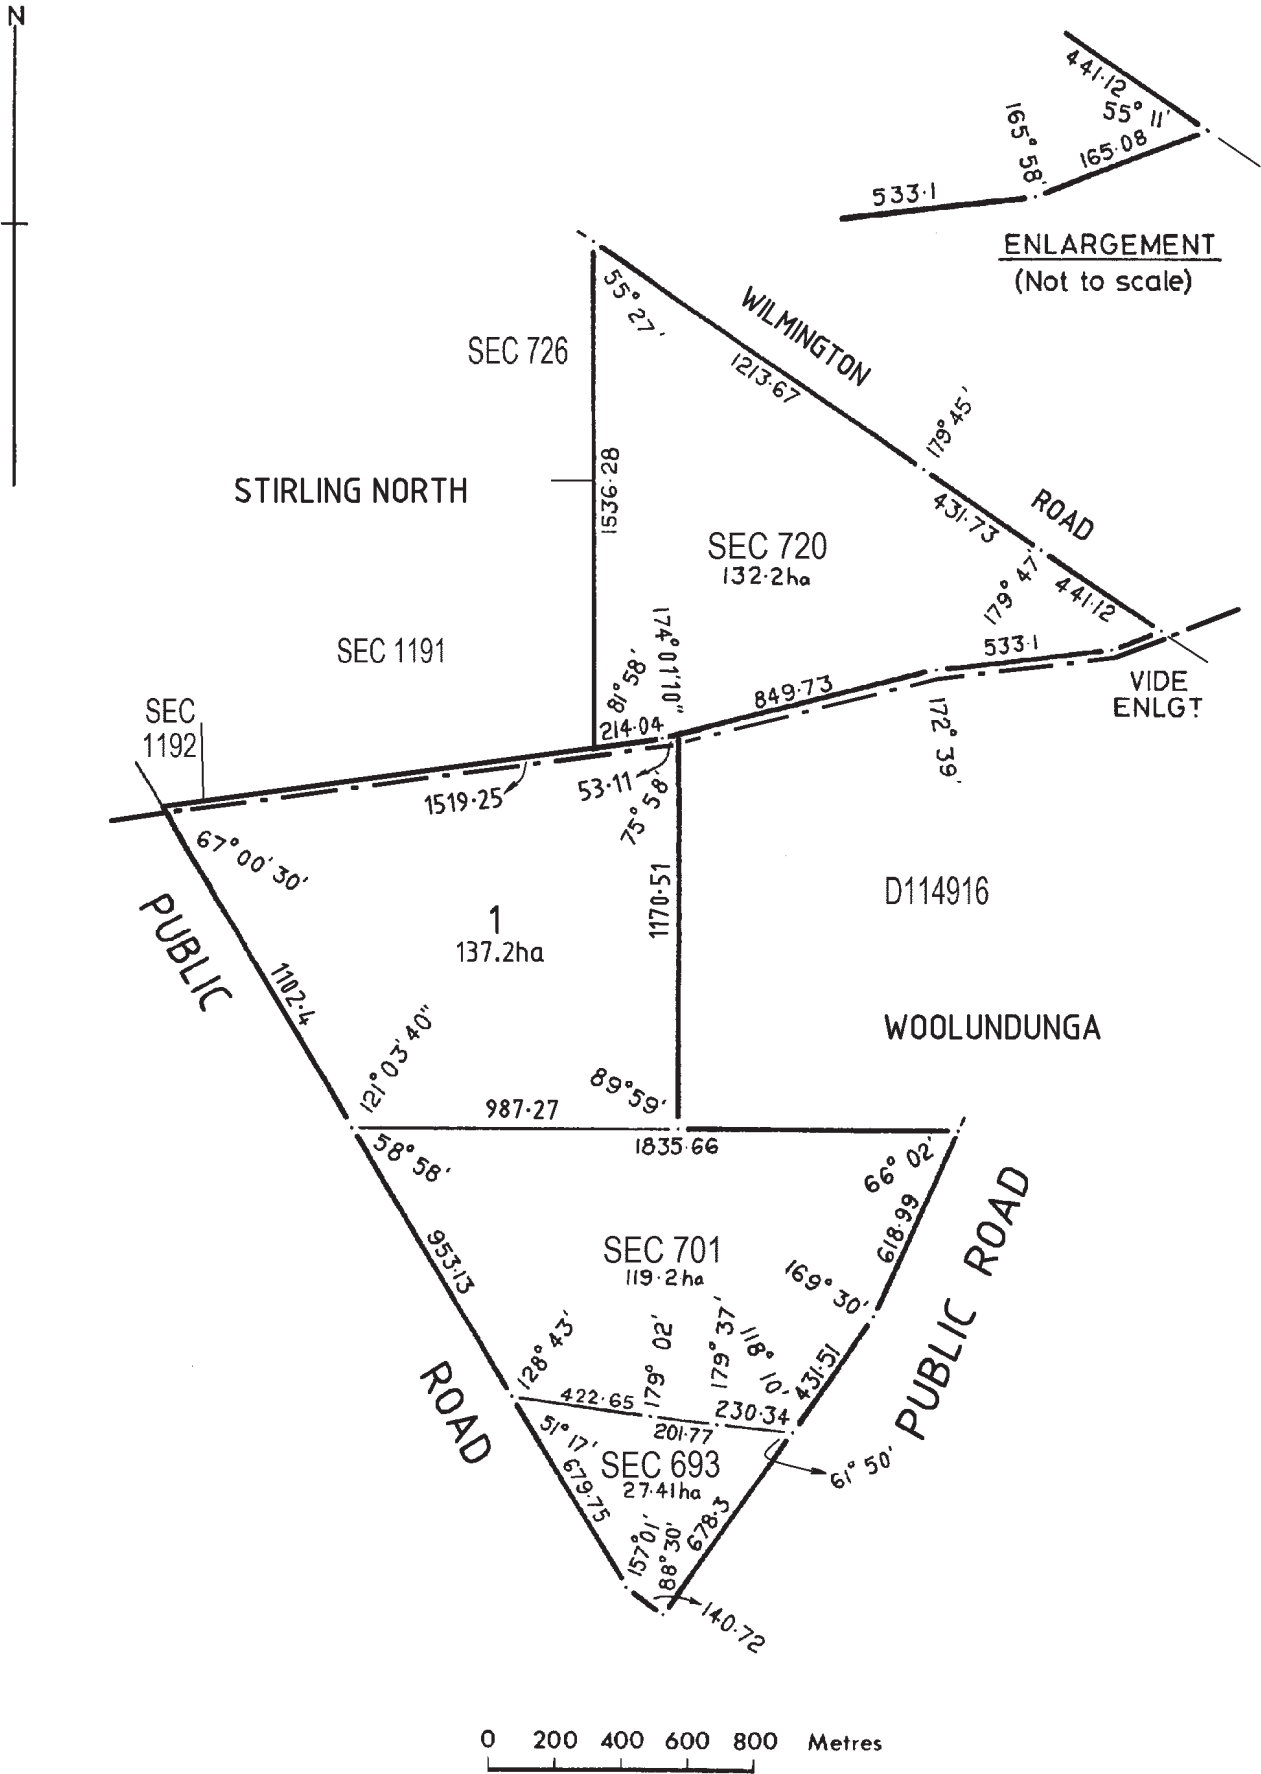 N
441·12
55° 11'
165·08
165° 58'
533·1
ENLARGEMENT
(Not to scale)
55° 27'
WILMINGTON
1213·67
SEC 726
179° 45'
STIRLING NORTH
1536·28
431·73
ROAD
SEC 720
132·2ha
179° 47'
441·12
SEC 1191
81° 58'
174° 01'10"
533·1
VIDE
ENLGT
849·73
172° 39'
SEC
1192
214·04
53·11
1519·25
75° 58'
67° 00' 30'
PUBLIC
1170·51
D114916
1
137.2ha
1102·4
121° 03' 40"
WOOLUNDUNGA
89°59'
987·27
1835·66
58° 58'
66° 02'
618·99
PUBLIC ROAD
953·13
SEC 701
119·2ha
169° 30'
128° 43'
179° 02'
179° 37'
118° 10'
431·51
ROAD
422·65
201·77
230·34
51° 17'
679·75
SEC 693
27·41ha
61° 50'
157°01'
88°30'
678·3
140·72
0 200 400 600 800 Metres